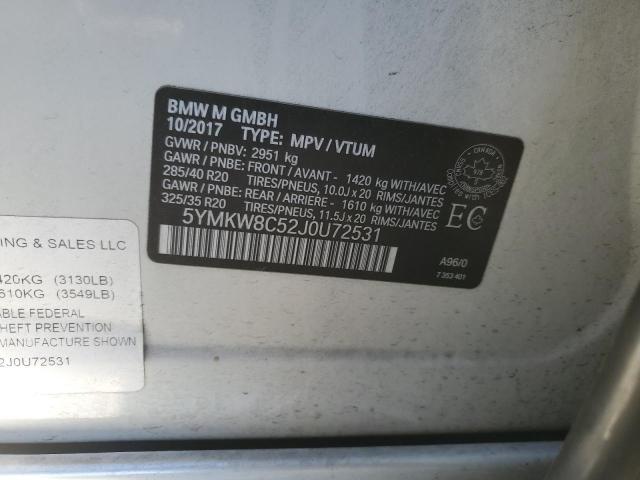 BMW M GMBH
10/2017 TYPE: MPV / VTUM
GVWR / PNBV: 2951 kg
GAWR / PNBE: FRONT / AVANT - 1420 kg WITH/AVEC
285/40 R20 TIRES/PNEUS, 10.0J x 20 RIMS/JANTES
GAWR / PNBE: REAR / ARRIERE - 1610 kg WITH/AVEC
325/35 R20 TIRES/PNEUS, 11.5J x 20 RIMS/JANTES
5YMKW8C52J0U72531
CANADA
EC
A96/0
7 353 401
ING & SALES LLC
420KG (3130LB)
610KG (3549LB)
ABLE FEDERAL
HEFT PREVENTION
MANUFACTURE SHOWN
2J0U72531